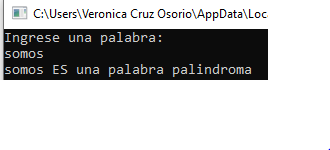 C:\Users\Veronica Cruz Osorio\AppData\Loc
Ingrese una palabra:
somos
somos ES una palabra palindroma